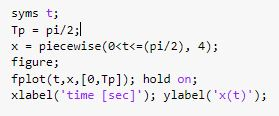 syms t;
Tp = pi/2;
x = piecewise(0<t<=(pi/2), 4);
figure;
fplot(t,x,[0,Tp]); hold on;
xlabel('time [sec]'); ylabel('x(t)');